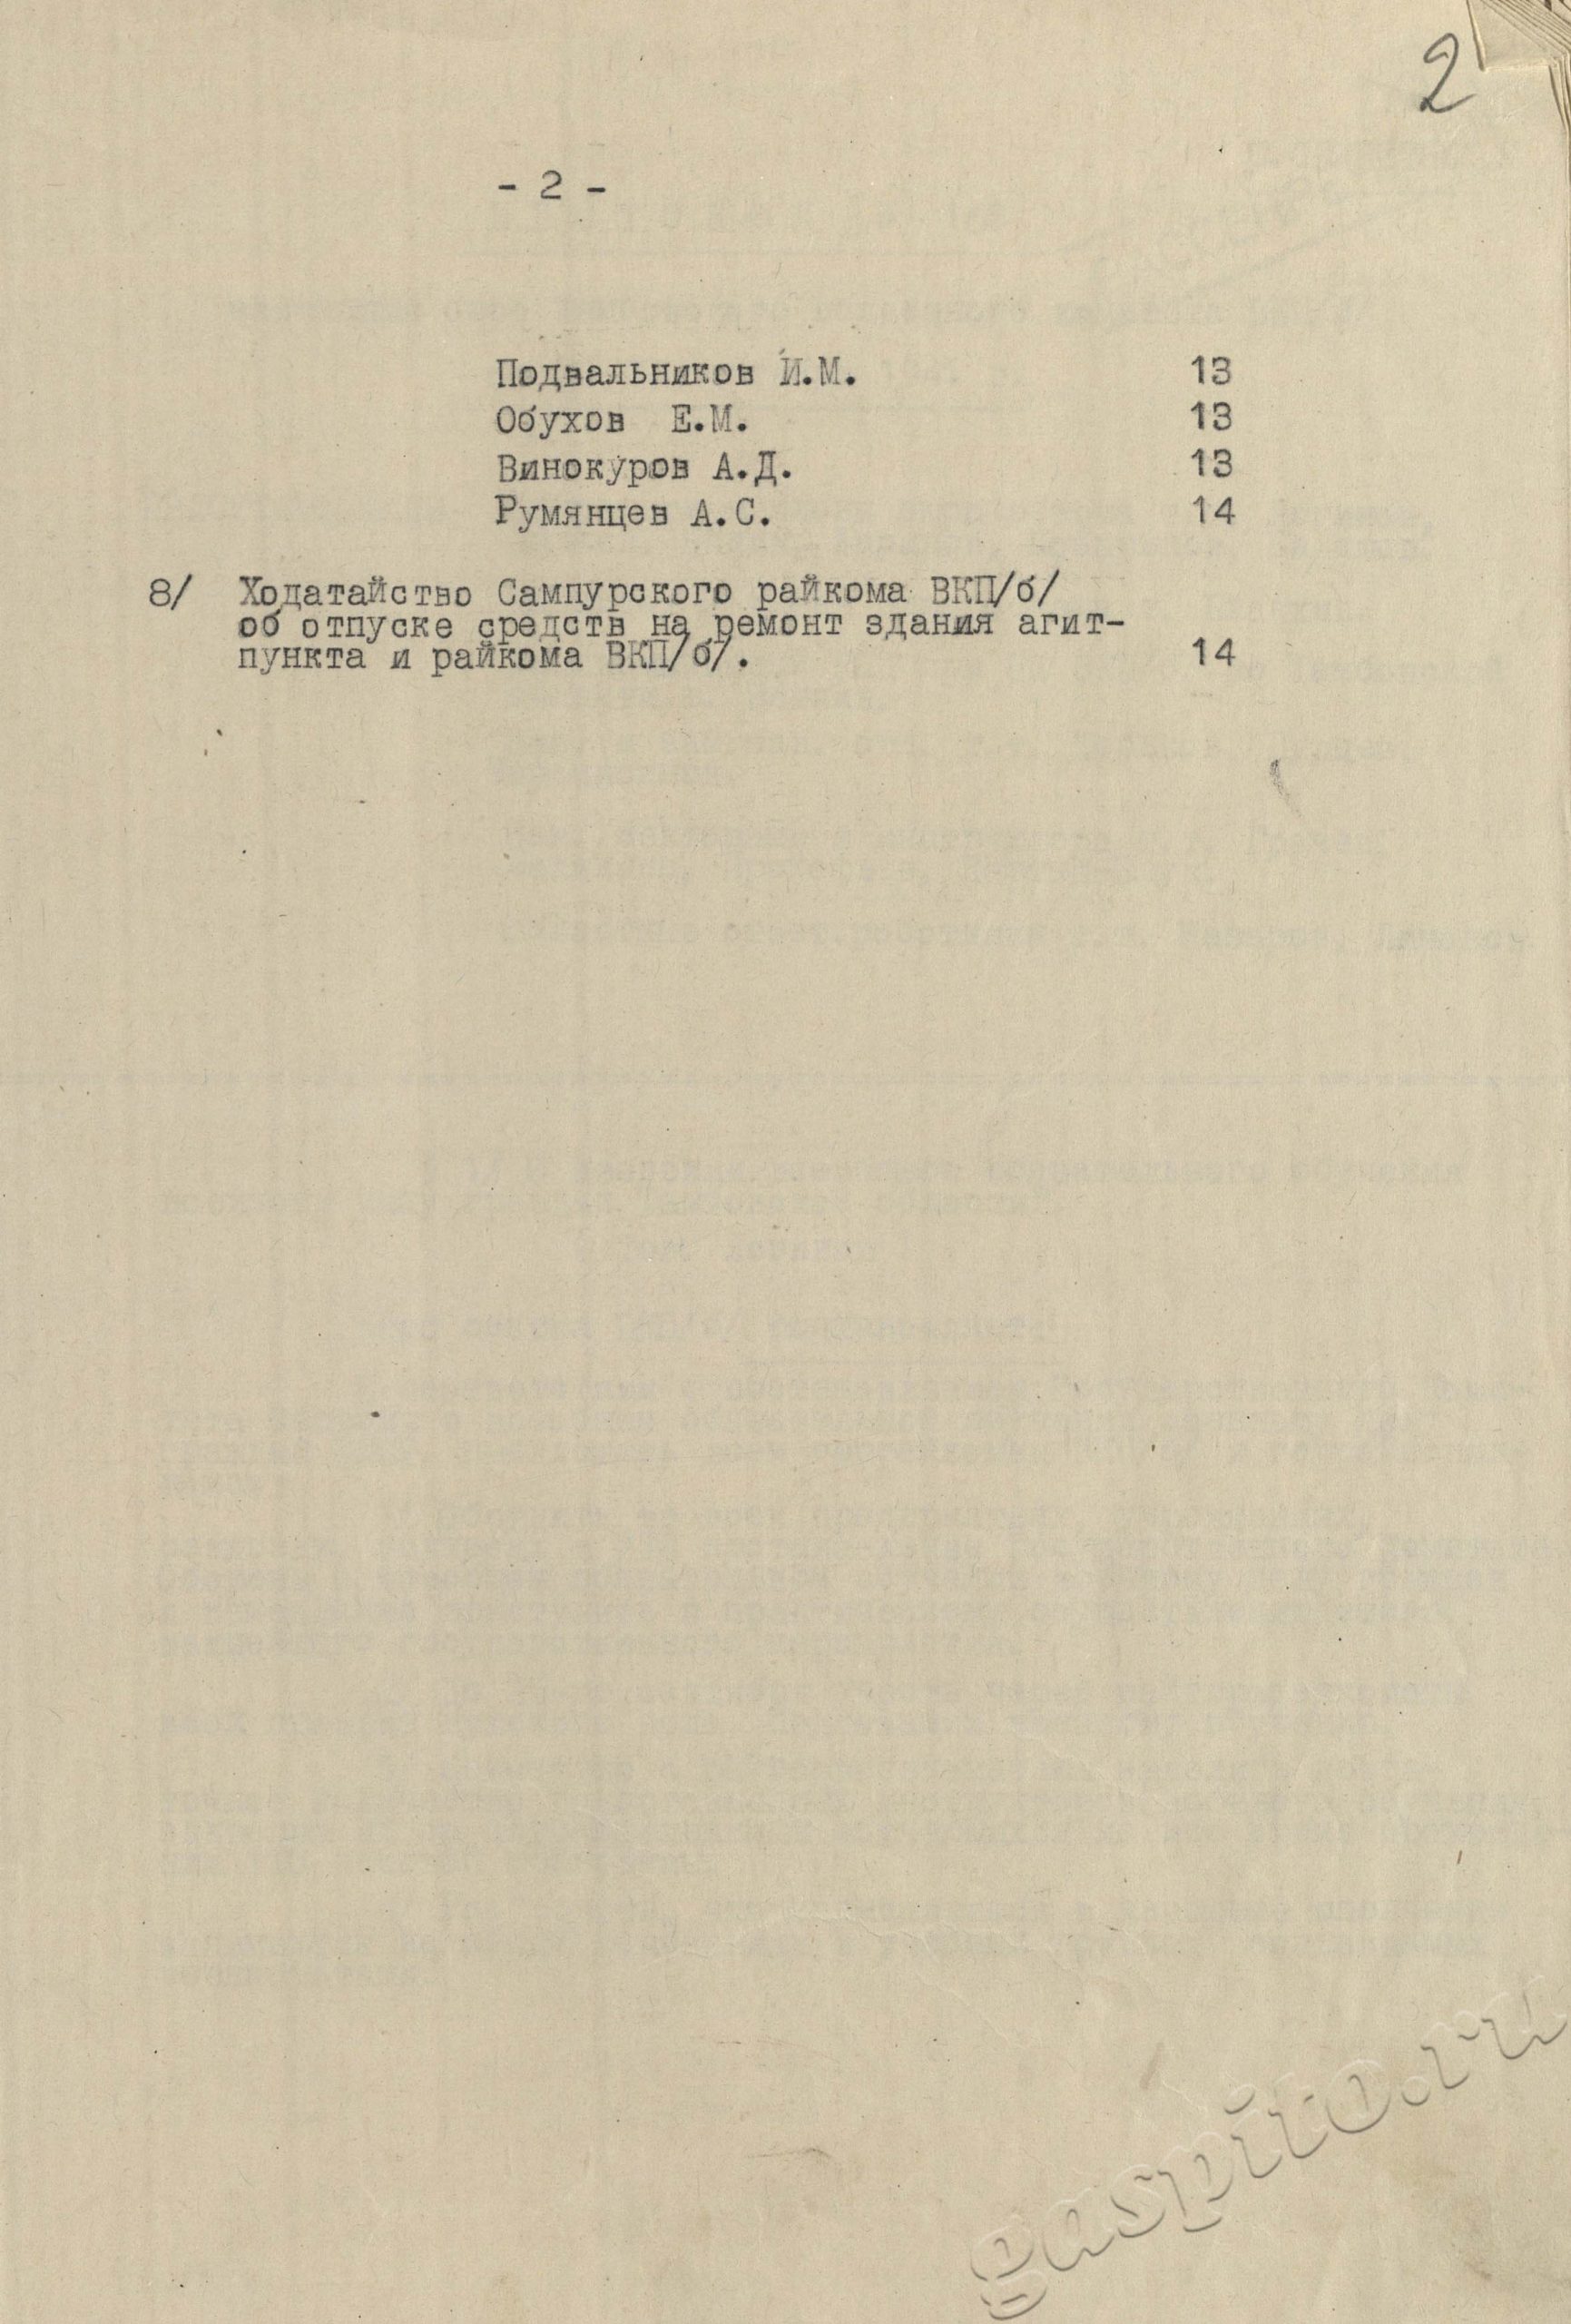 2
- 2 -
Подвальников И.М. 13
Обухов Е.М. 13
Винокуров А.Д. 13
Румянцев А.С. 14
8/ Ходатайство Сампурского райкома ВКП/б/
об отпуске средств на ремонт здания агит-
пункта и райкома ВКП/б/. 14
gaspito.ru